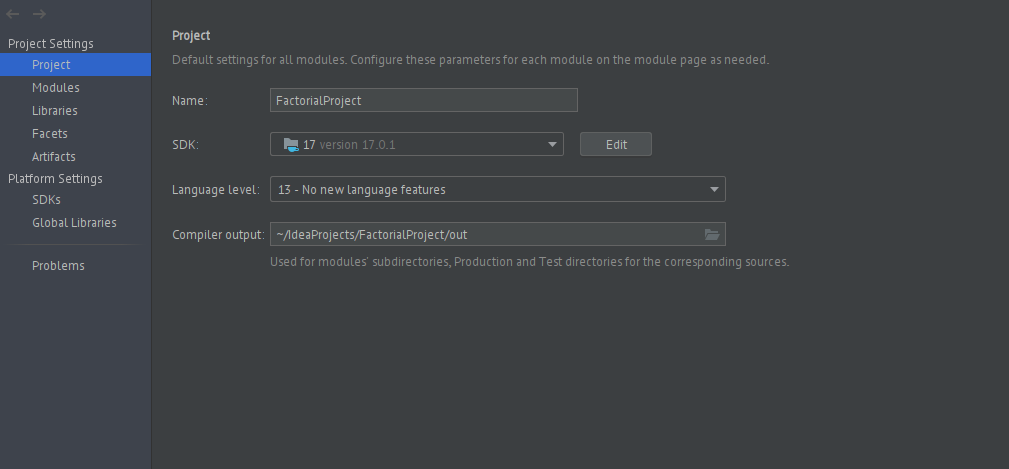 Project Settings
Project
Modules
Libraries
Facets
Artifacts
Platform Settings
SDKs
Global Libraries
Problems
Project
Default settings for all modules. Configure these parameters for each module on the module page as needed.
Name: FactorialProject
SDK: 17 version 17.0.1 Edit
Language level: 13 - No new language features
Compiler output: ~/IdeaProjects/FactorialProject/out
Used for modules' subdirectories, Production and Test directories for the corresponding sources.